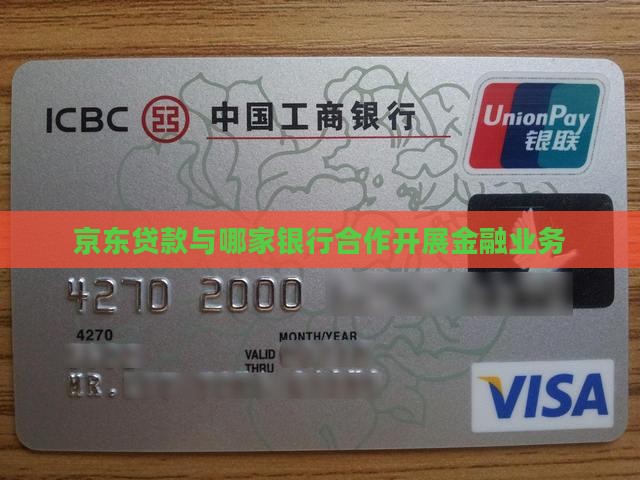 ICBC 中国工商银行
UnionPay
银联
京东贷款与哪家银行合作开展金融业务
4270 2000
4270
MONTH/YEAR
VALID
THRU
MR.
VISA